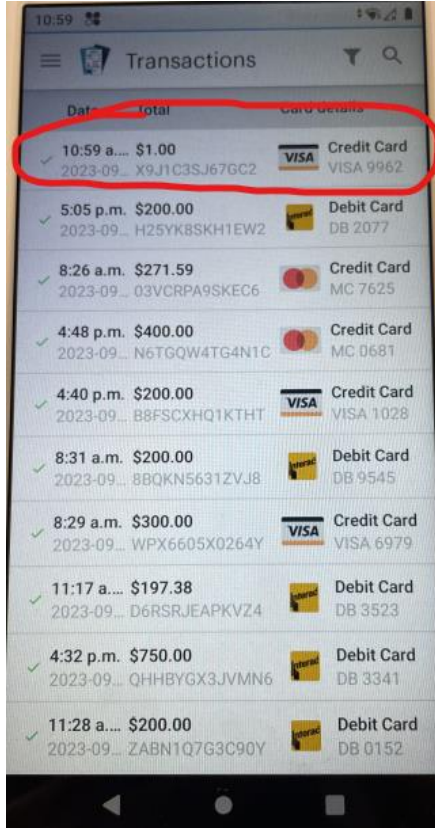 10:59
Transactions
Date Total Card details
10:59 a.... $1.00 VISA Credit Card
2023-09... X9J1C3SJ67GC2 VISA 9962
5:05 p.m. $200.00 Interac Debit Card
2023-09... H25YK8SKH1EW2 DB 2077
8:26 a.m. $271.59 Credit Card
2023-09... 03VCRPA9SKEC6 MC 7625
4:48 p.m. $400.00 Credit Card
2023-09... N6TGQW4TG4N1C MC 0681
4:40 p.m. $200.00 VISA Credit Card
2023-09... B8FSCXHQ1KTHT VISA 1028
8:31 a.m. $200.00 Interac Debit Card
2023-09... 8BQKN5631ZVJ8 DB 9545
8:29 a.m. $300.00 VISA Credit Card
2023-09... WPX6605X0264Y VISA 6979
11:17 a.... $197.38 Interac Debit Card
2023-09... D6RSRJEAPKVZ4 DB 3523
4:32 p.m. $750.00 Interac Debit Card
2023-09... QHHBYGX3JVMN6 DB 3341
11:28 a.... $200.00 Interac Debit Card
2023-09... ZABN1Q7G3C90Y DB 0152